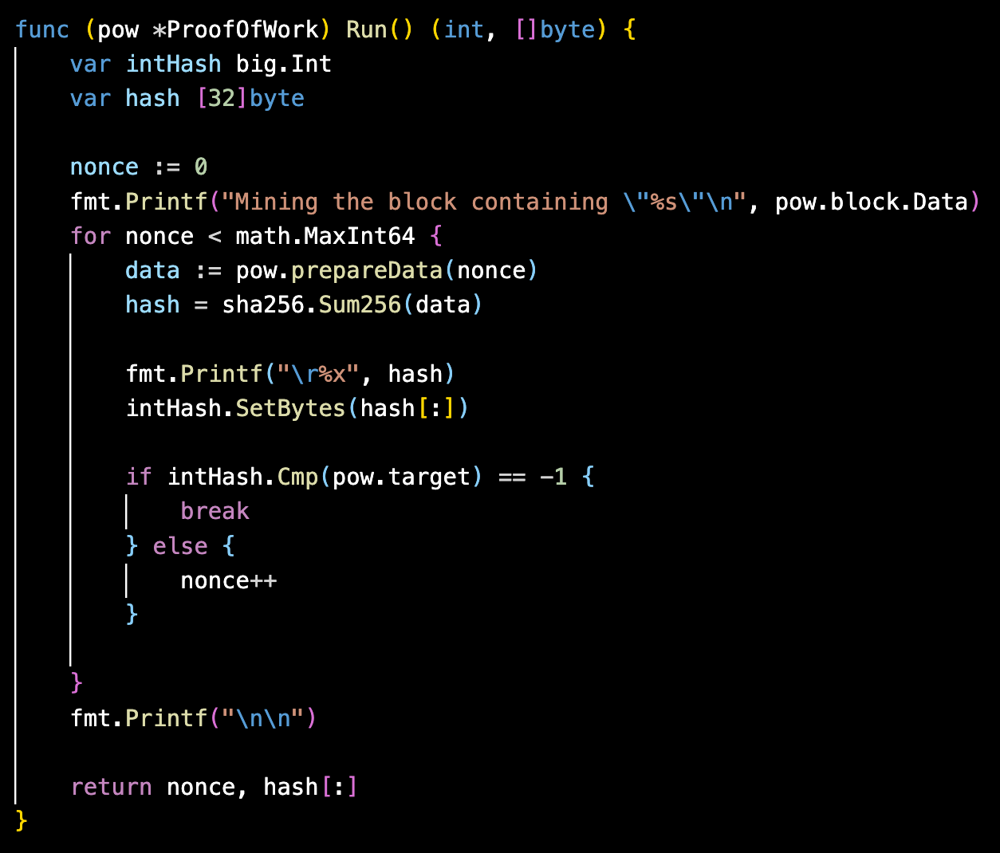 func (pow *ProofOfWork) Run() (int, []byte) {
    var intHash big.Int
    var hash [32]byte

    nonce := 0
    fmt.Printf("Mining the block containing \"%s\"\n", pow.block.Data)
    for nonce < math.MaxInt64 {
        data := pow.prepareData(nonce)
        hash = sha256.Sum256(data)

        fmt.Printf("\r%x", hash)
        intHash.SetBytes(hash[:])

        if intHash.Cmp(pow.target) == -1 {
            break
        } else {
            nonce++
        }

    }
    fmt.Printf("\n\n")

    return nonce, hash[:]
}